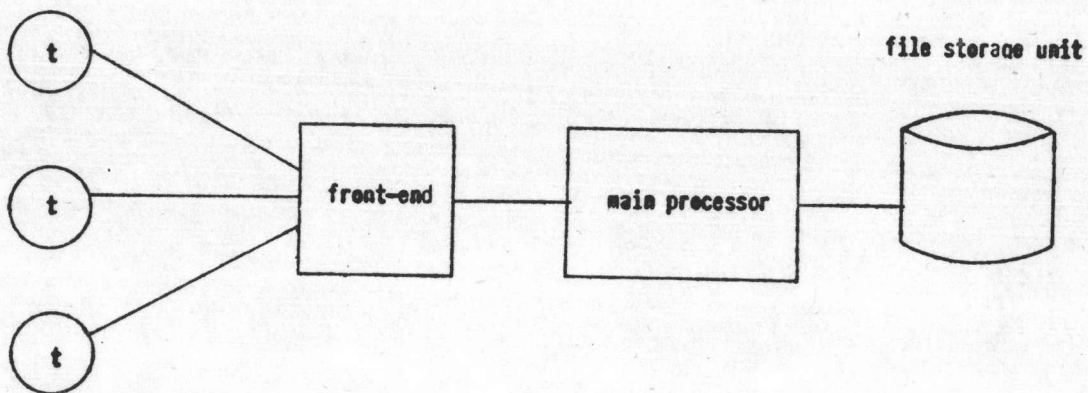 t
file storage unit
t
front-end
main processor
t